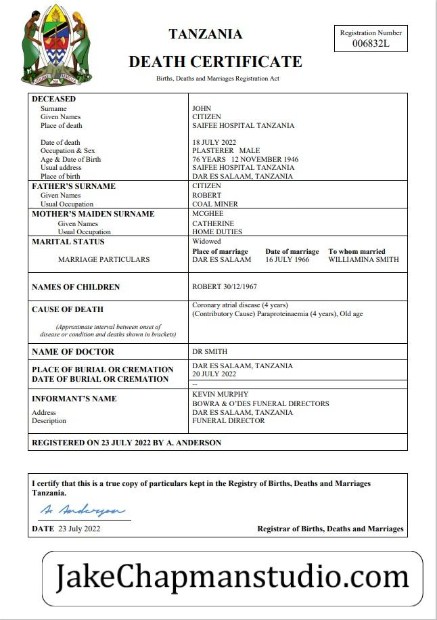 TANZANIA
DEATH CERTIFICATE
Births, Deaths and Marriages Registration Act
Registration Number
006832L
DECEASED
Surname JOHN
Given Names CITIZEN
Place of death SAIFEE HOSPITAL TANZANIA
Date of death 18 JULY 2022
Occupation & Sex PLASTERER MALE
Age & Date of Birth 76 YEARS 12 NOVEMBER 1946
Usual address SAIFEE HOSPITAL TANZANIA
Place of birth DAR ES SALAAM, TANZANIA
FATHER'S SURNAME CITIZEN
Given Names ROBERT
Usual Occupation COAL MINER
MOTHER'S MAIDEN SURNAME MCGHEE
Given Names CATHERINE
Usual Occupation HOME DUTIES
MARITAL STATUS Widowed
Place of marriage Date of marriage To whom married
MARRIAGE PARTICULARS DAR ES SALAAM 16 JULY 1966 WILLIAMINA SMITH
NAMES OF CHILDREN ROBERT 30/12/1967
CAUSE OF DEATH Coronary atrial disease (4 years)
(Contributory Cause) Paraproteinaemia (4 years), Old age
(Approximate interval between onset of
disease or condition and deaths shown in brackets)
NAME OF DOCTOR DR SMITH
PLACE OF BURIAL OR CREMATION DAR ES SALAAM, TANZANIA
DATE OF BURIAL OR CREMATION 20 JULY 2022
--
INFORMANT'S NAME KEVIN MURPHY
BOWRA & O'DES FUNERAL DIRECTORS
Address DAR ES SALAAM, TANZANIA
Description FUNERAL DIRECTOR
REGISTERED ON 23 JULY 2022 BY A. ANDERSON
I certify that this is a true copy of particulars kept in the Registry of Births, Deaths and Marriages
Tanzania.
A. Anderson
DATE 23 July 2022 Registrar of Births, Deaths and Marriages
JakeChapmanstudio.com